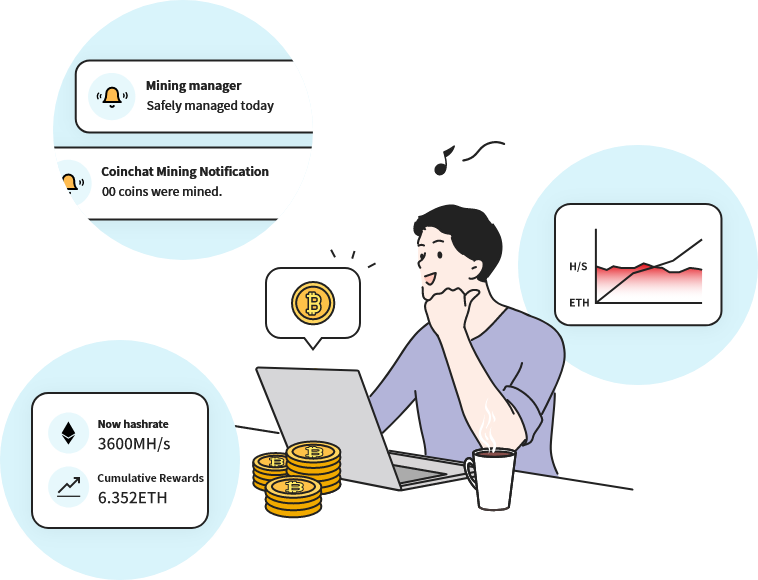 Mining manager
Safely managed today
Coinchat Mining Notification
00 coins were mined.
H/S
ETH
Now hashrate
3600MH/s
Cumulative Rewards
6.352ETH